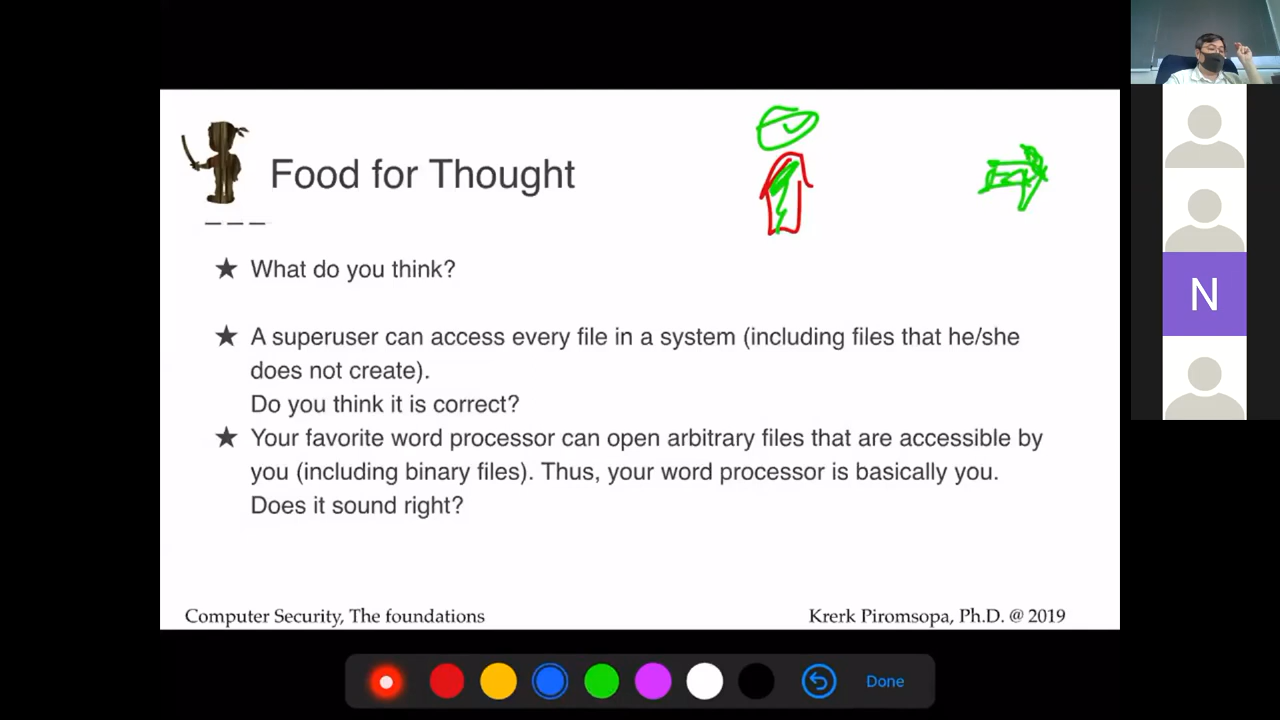 Food for Thought
★ What do you think?
★ A superuser can access every file in a system (including files that he/she
does not create).
Do you think it is correct?
★ Your favorite word processor can open arbitrary files that are accessible by
you (including binary files). Thus, your word processor is basically you.
Does it sound right?
Computer Security, The foundations
Krerk Piromsopa, Ph.D. @ 2019
N
Done